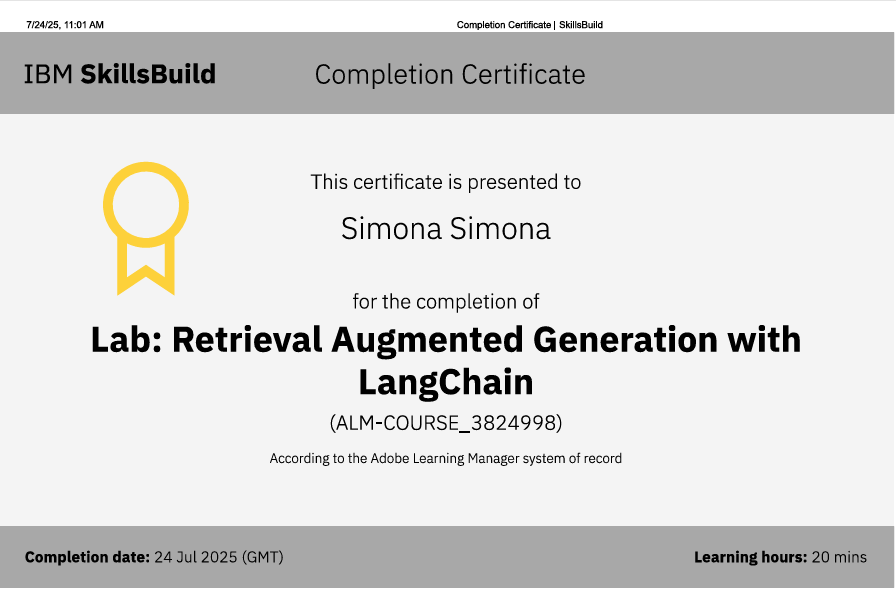 7/24/25, 11:01 AM
Completion Certificate | SkillsBuild
IBM SkillsBuild
Completion Certificate
This certificate is presented to
Simona Simona
for the completion of
Lab: Retrieval Augmented Generation with
LangChain
(ALM-COURSE_3824998)
According to the Adobe Learning Manager system of record
Completion date: 24 Jul 2025 (GMT)
Learning hours: 20 mins